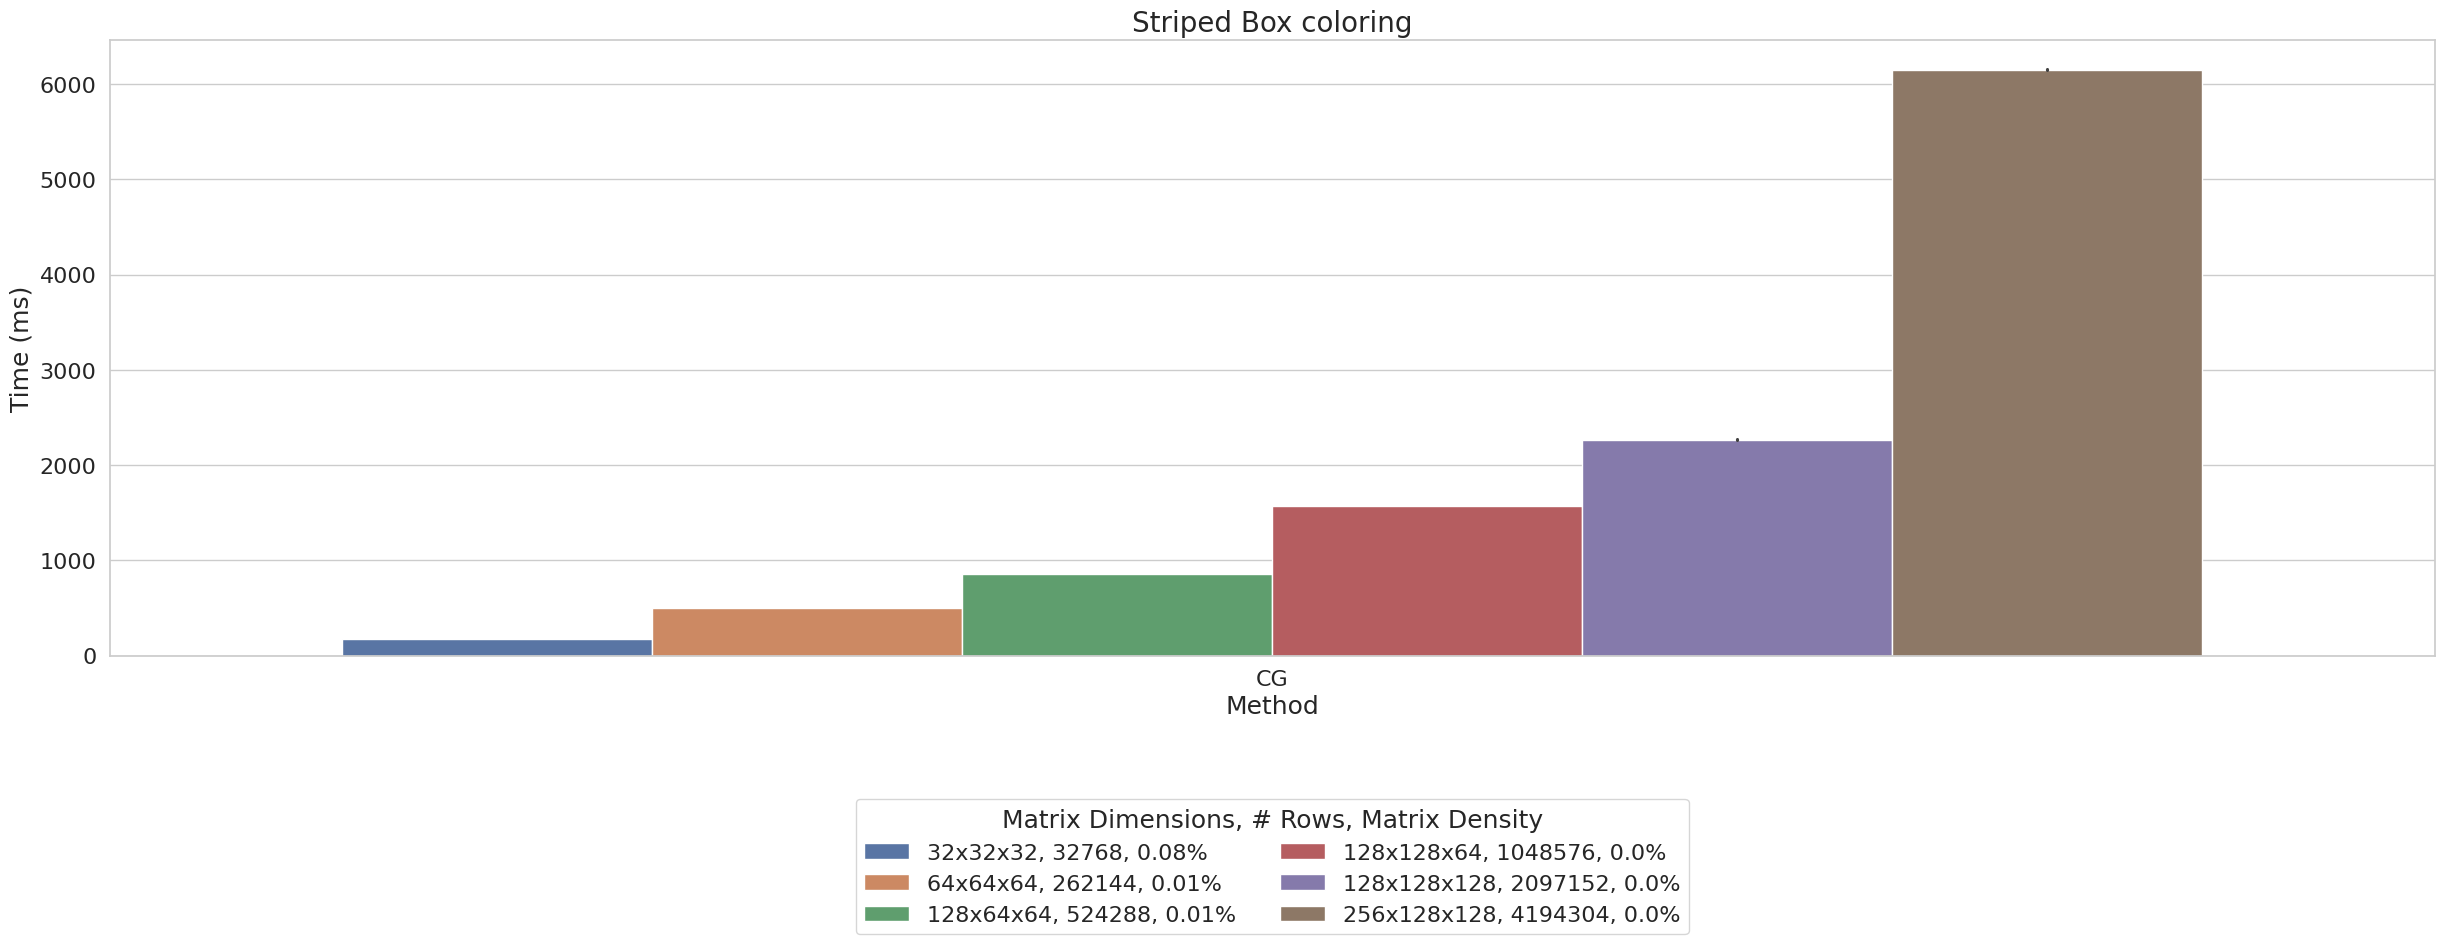 Striped Box coloring
Time (ms)
6000
5000
4000
3000
2000
1000
0
CG
Method
Matrix Dimensions, # Rows, Matrix Density
32x32x32, 32768, 0.08%
64x64x64, 262144, 0.01%
128x64x64, 524288, 0.01%
128x128x64, 1048576, 0.0%
128x128x128, 2097152, 0.0%
256x128x128, 4194304, 0.0%